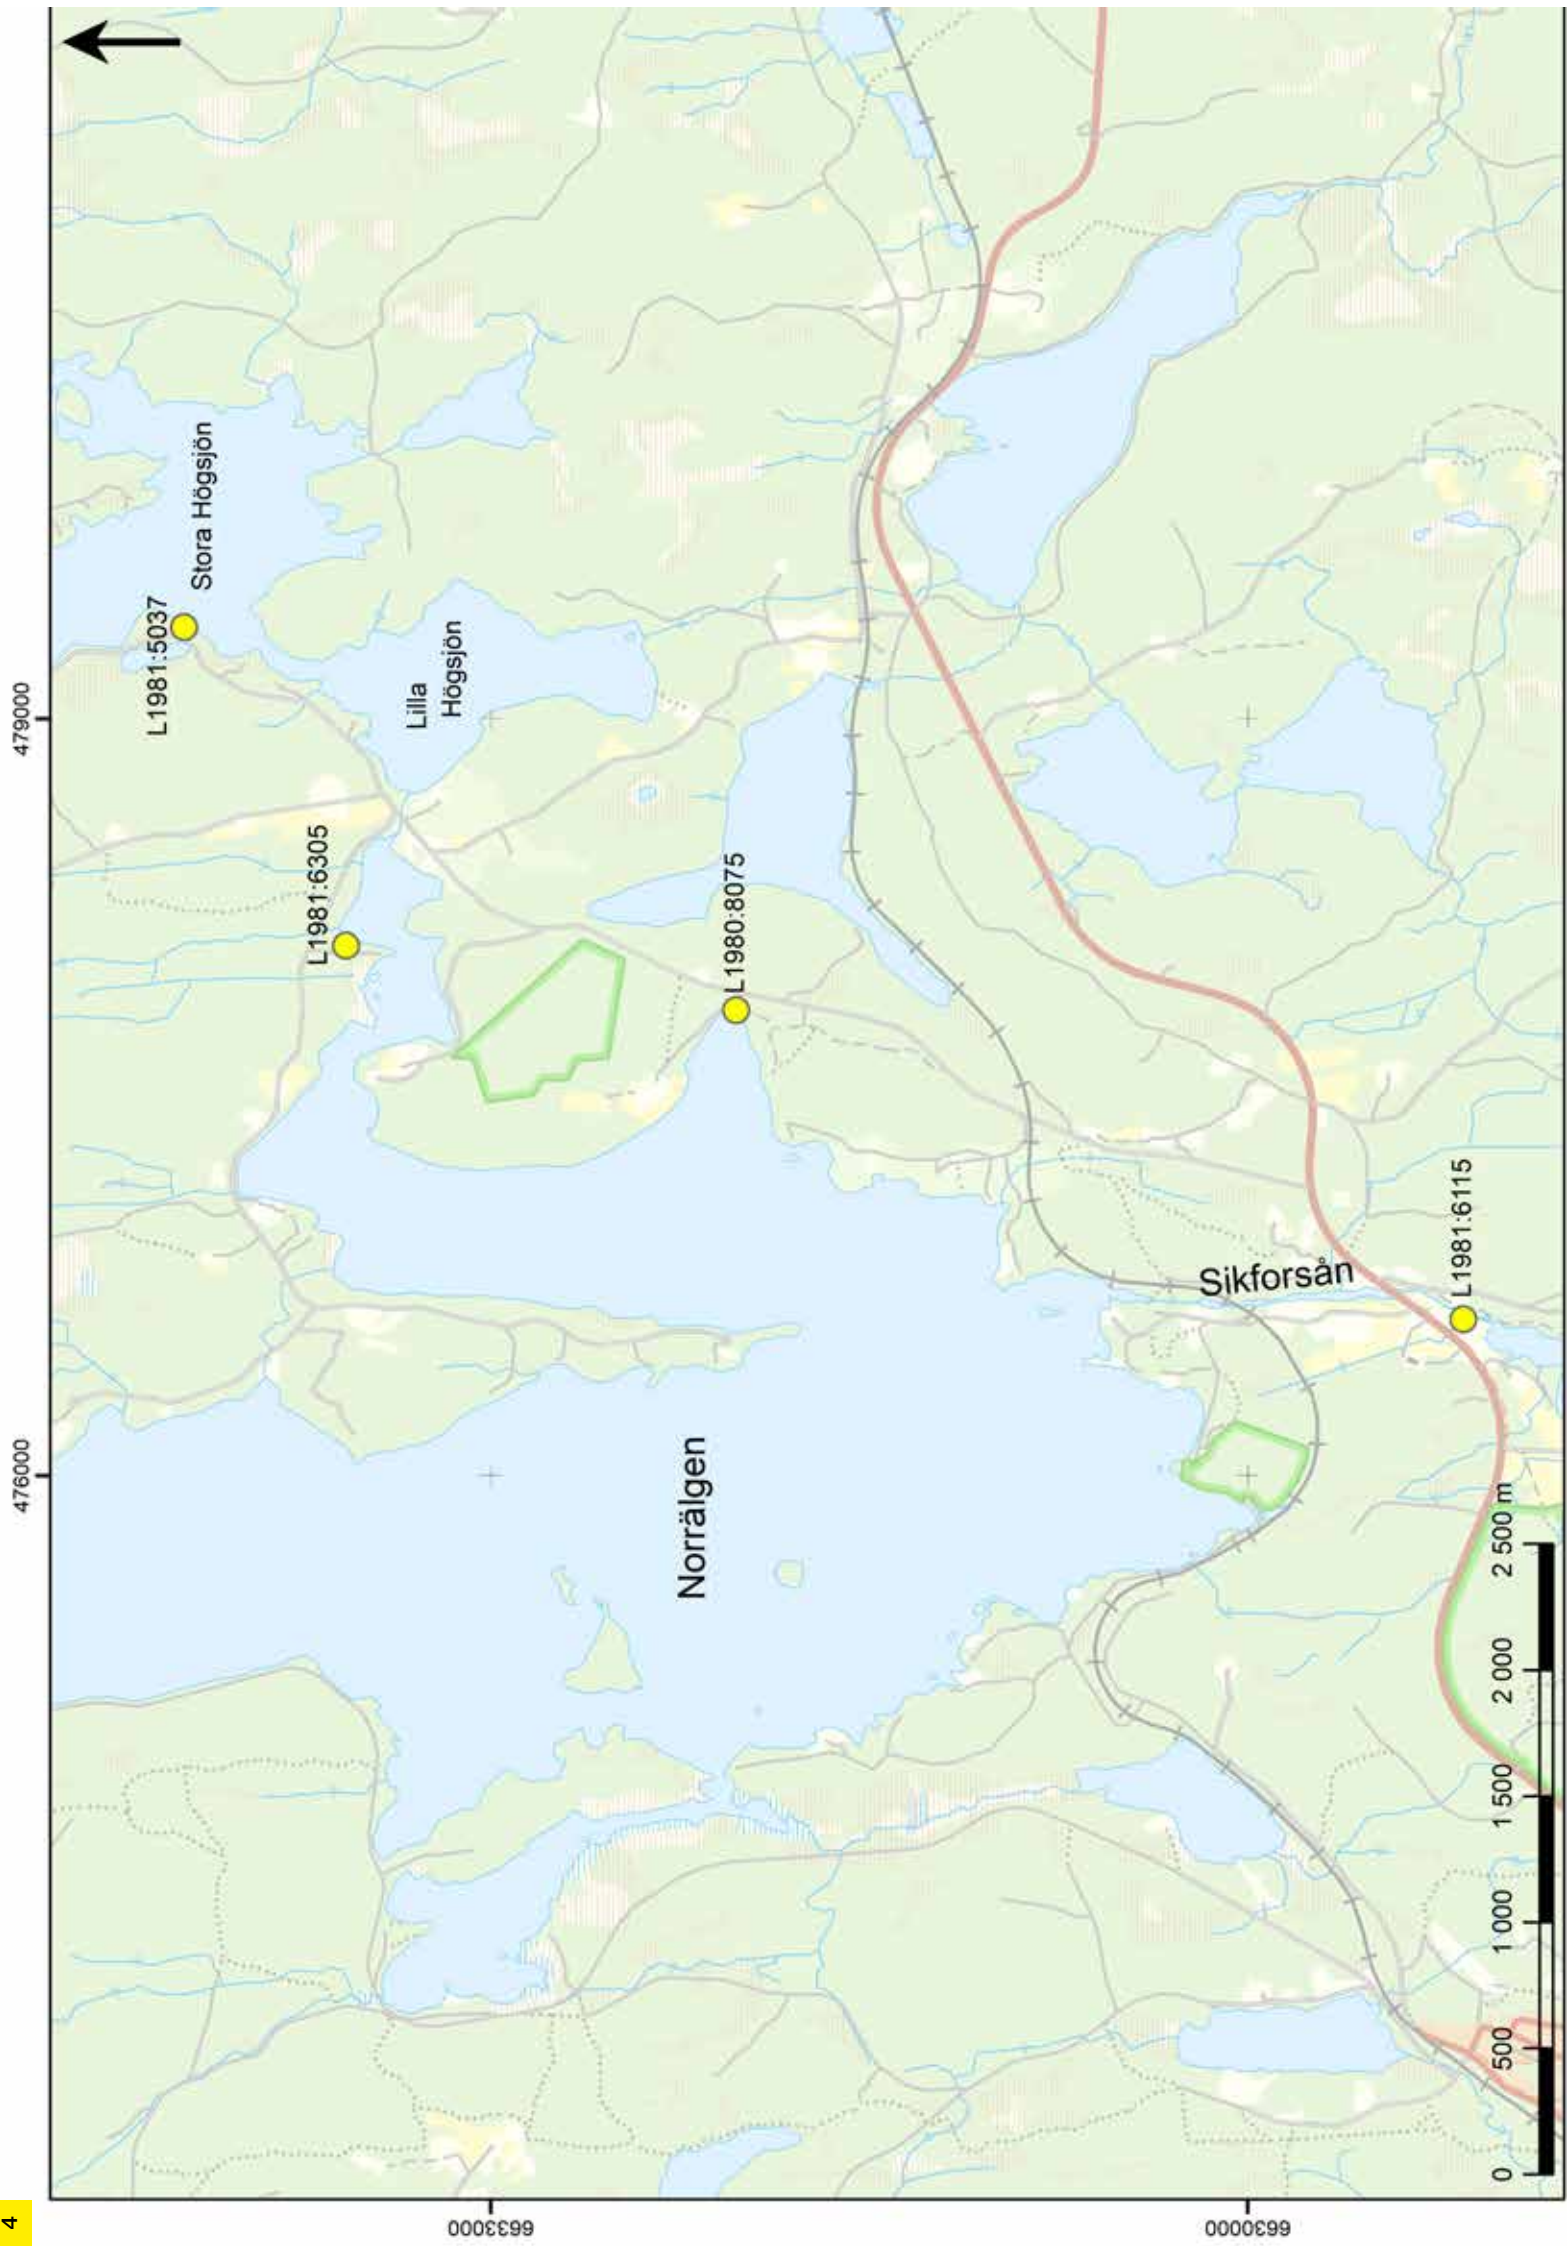 4
476000
479000
L1981:5037
Stora Högsjön
L1981:6305
Lilla
Högsjön
6633000
Norrälgen
L1980:8075
Sikforsån
6630000
L1981:6115
0 500 1 000 1 500 2 000 2 500 m